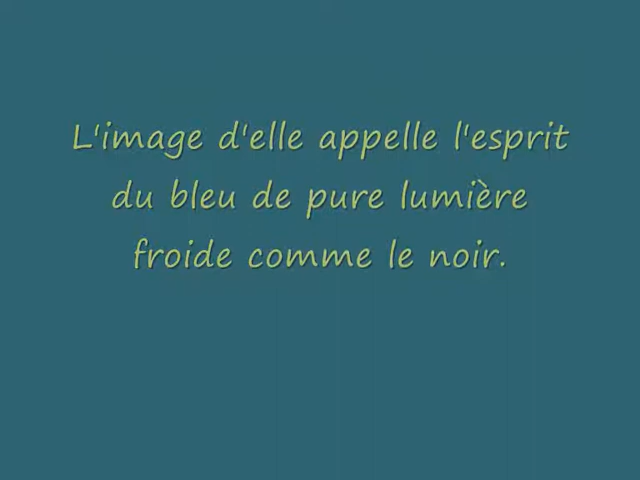 L'image d'elle appelle l'esprit
du bleu de pure lumière
froide comme le noir.